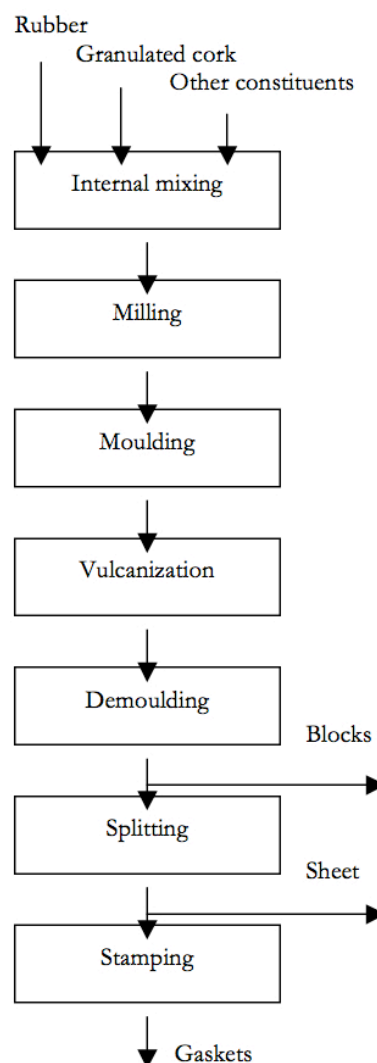 Rubber
Granulated cork
Other constituents
Internal mixing
Milling
Moulding
Vulcanization
Demoulding
Blocks
Splitting
Sheet
Stamping
Gaskets